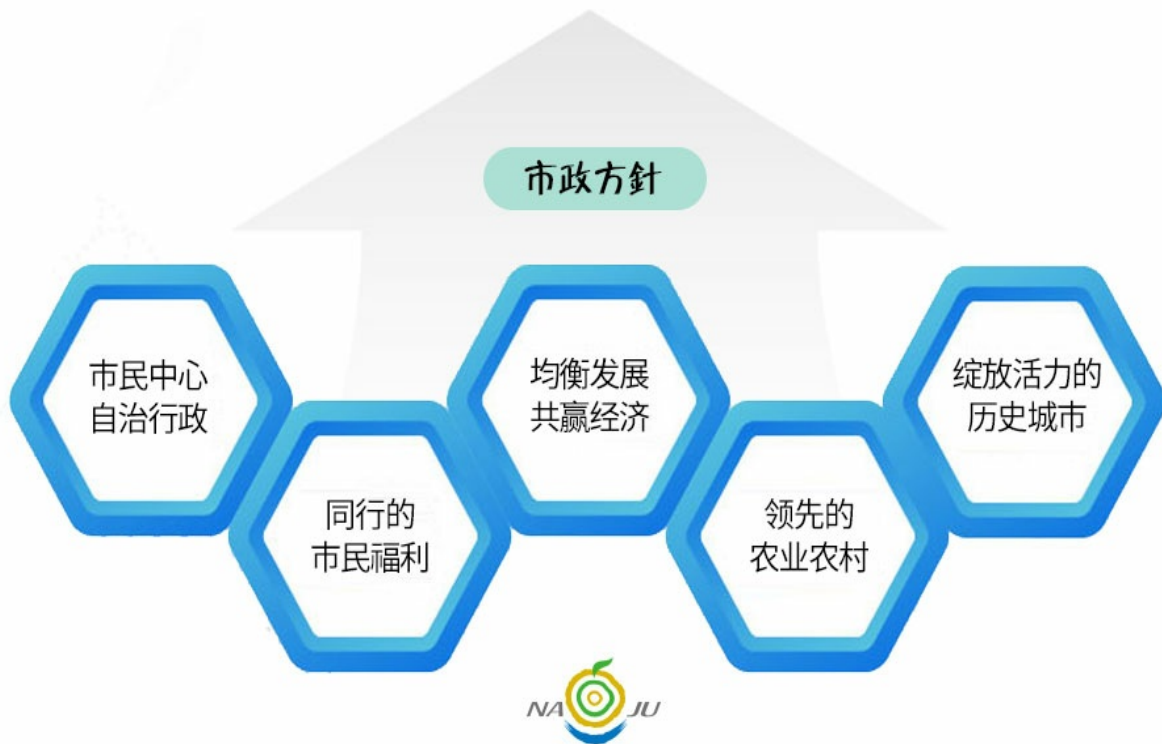 市政方針
市民中心
自治行政
同行的
市民福利
均衡发展
共赢经济
领先的
农业农村
绽放活力的
历史城市
NA JU